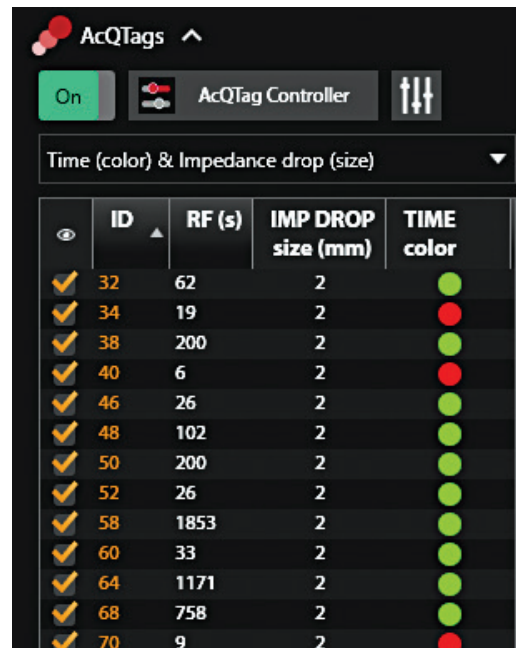 AcQTags
On AcQTag Controller
Time (color) & Impedance drop (size)
ID RF (s) IMP DROP size (mm) TIME color
32 62 2
34 19 2
38 200 2
40 6 2
46 26 2
48 102 2
50 200 2
52 26 2
58 1853 2
60 33 2
64 1171 2
68 758 2
70 9 2